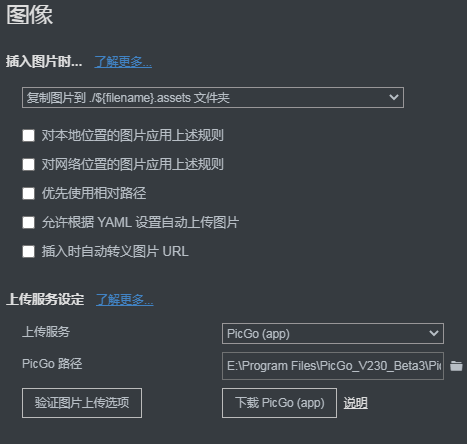 图像
插入图片时... 了解更多...
复制图片到 ./${filename}.assets 文件夹
对本地位置的图片应用上述规则
对网络位置的图片应用上述规则
优先使用相对路径
允许根据 YAML 设置自动上传图片
插入时自动转义图片 URL
上传服务设定 了解更多...
上传服务 PicGo (app)
PicGo 路径 E:\Program Files\PicGo_V230_Beta3\Pic
验证图片上传选项 下载 PicGo (app) 说明